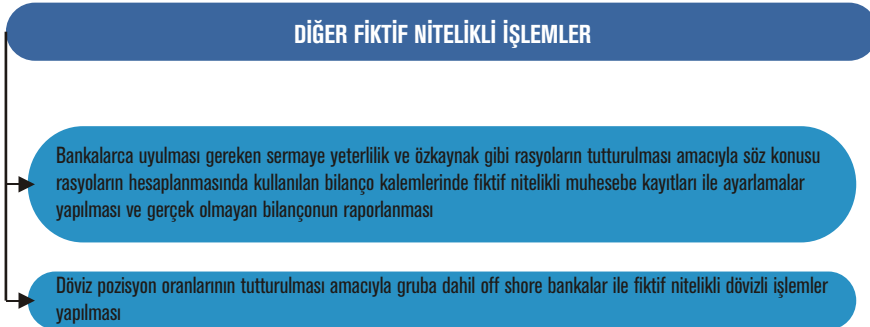 DİĞER FİKTİF NİTELİKLİ İŞLEMLER
Bankalarca uyulması gereken sermaye yeterlilik ve özkaynak gibi rasyoların tutturulması amacıyla söz konusu
rasyoların hesaplanmasında kullanılan bilanço kalemlerinde fiktif nitelikli muhesebe kayıtları ile ayarlamalar
yapılması ve gerçek olmayan bilançonun raporlanması
Döviz pozisyon oranlarının tutturulması amacıyla gruba dahil off shore bankalar ile fiktif nitelikli dövizli işlemler
yapılması